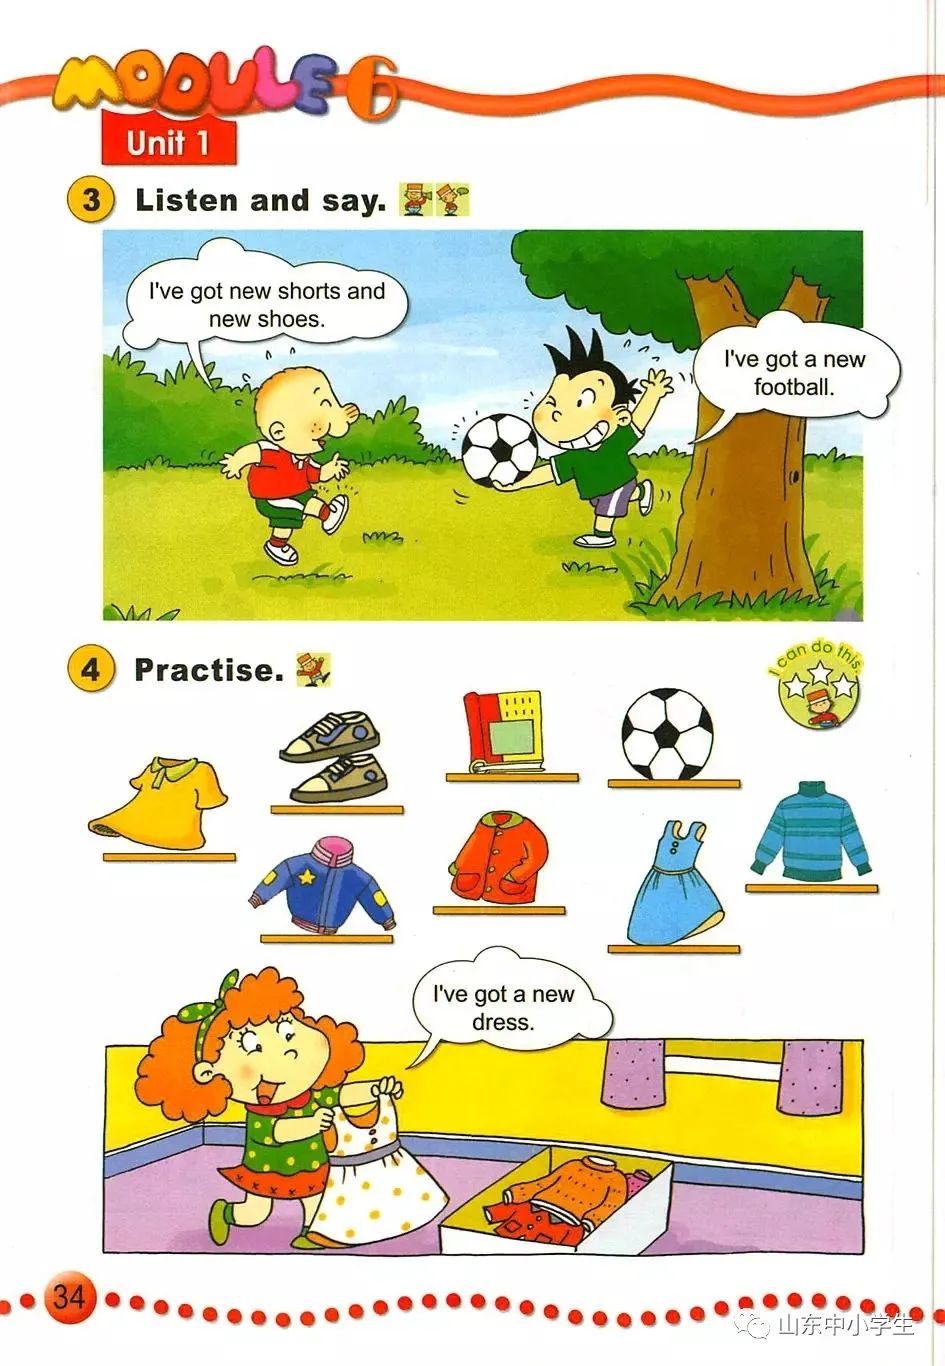 MODULE 6
Unit 1
3 Listen and say.
I've got new shorts and
new shoes.
I've got a new
football.
4 Practise.
I can do this.
I've got a new
dress.
34
山东中小学生